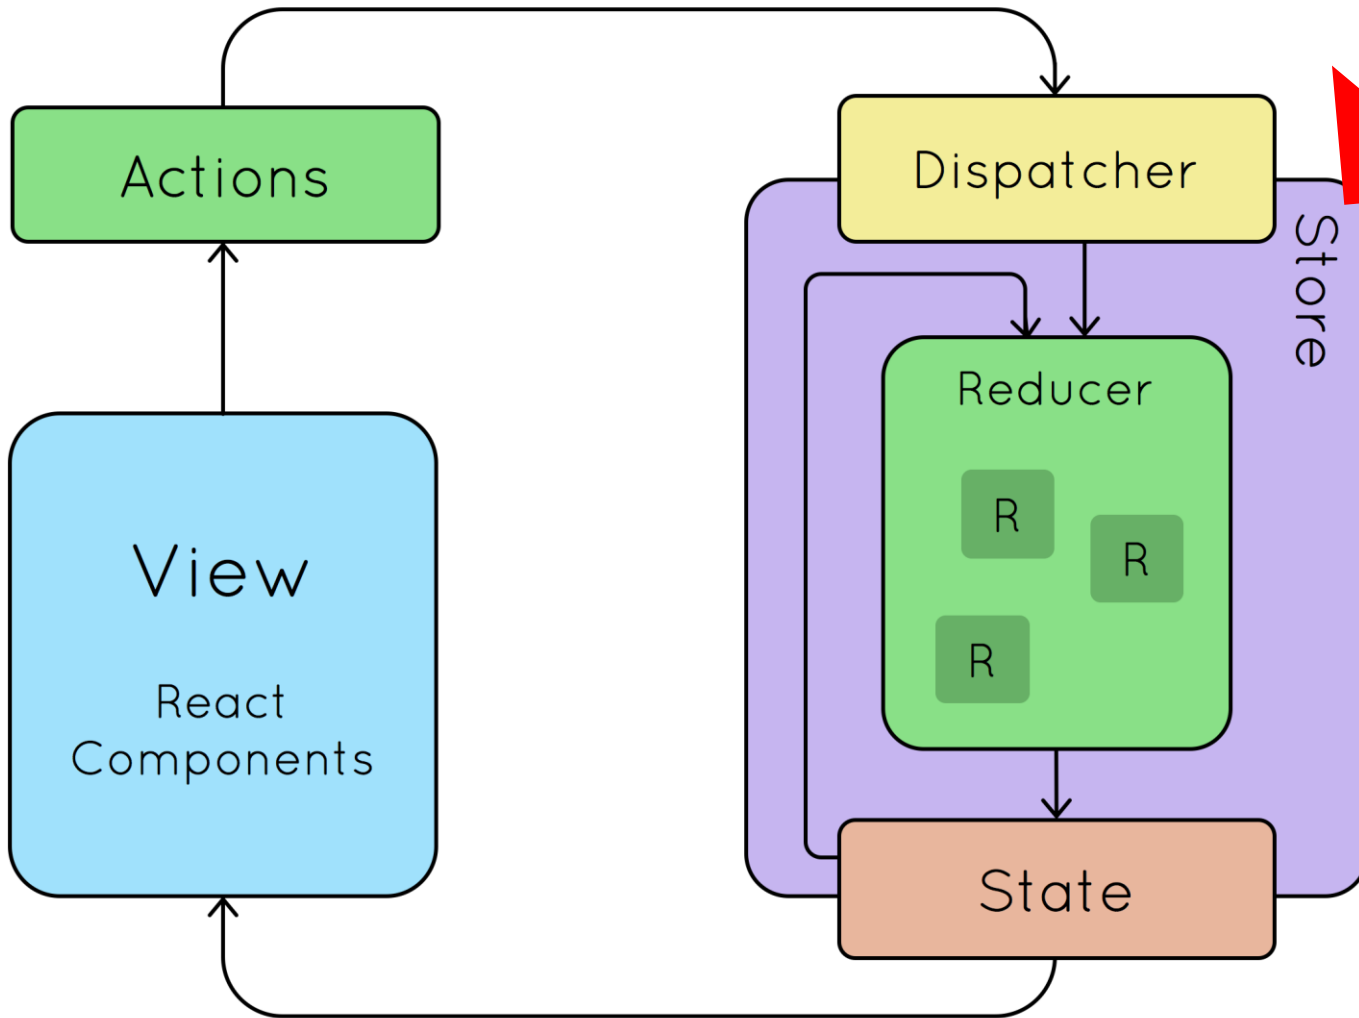 Actions
Dispatcher
Store
Reducer
R
R
R
View
React
Components
State